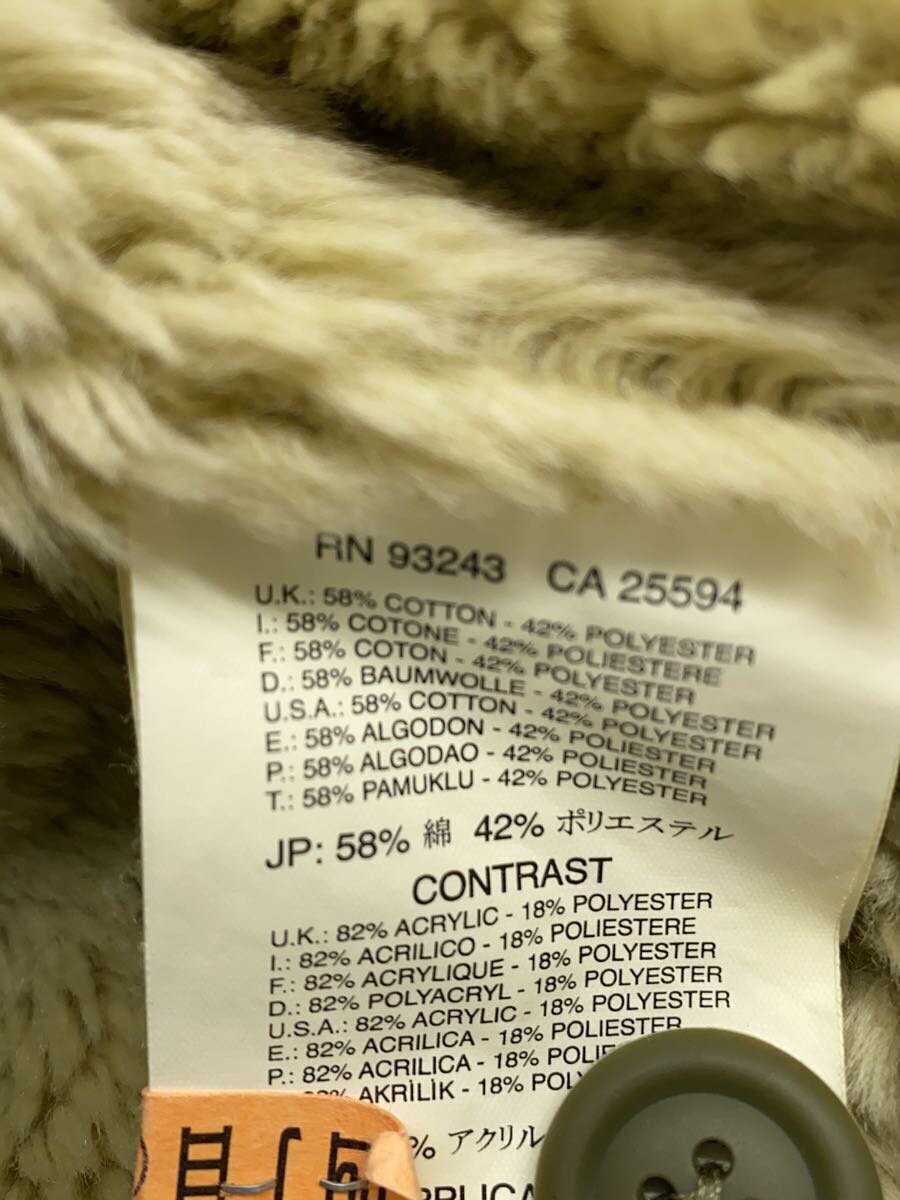 RN 93243 CA 25594
U.K.: 58% COTTON - 42% POLYESTER
I.: 58% COTONE - 42% POLIESTERE
F.: 58% COTON - 42% POLYESTER
D.: 58% BAUMWOLLE - 42% POLYESTER
U.S.A.: 58% COTTON - 42% POLYESTER
E.: 58% ALGODON - 42% POLIESTER
P.: 58% ALGODAO - 42% POLIESTER
T.: 58% PAMUKLU - 42% POLYESTER
JP: 58% 綿 42% ポリエステル
CONTRAST
U.K.: 82% ACRYLIC - 18% POLYESTER
I.: 82% ACRILICO - 18% POLIESTERE
F.: 82% ACRYLIQUE - 18% POLYESTER
D.: 82% POLYACRYL - 18% POLYESTER
U.S.A.: 82% ACRYLIC - 18% POLYESTER
E.: 82% ACRILICA - 18% POLIESTER
P.: 82% ACRILICA - 18%
AKRİLİK - 18%
% アクリル